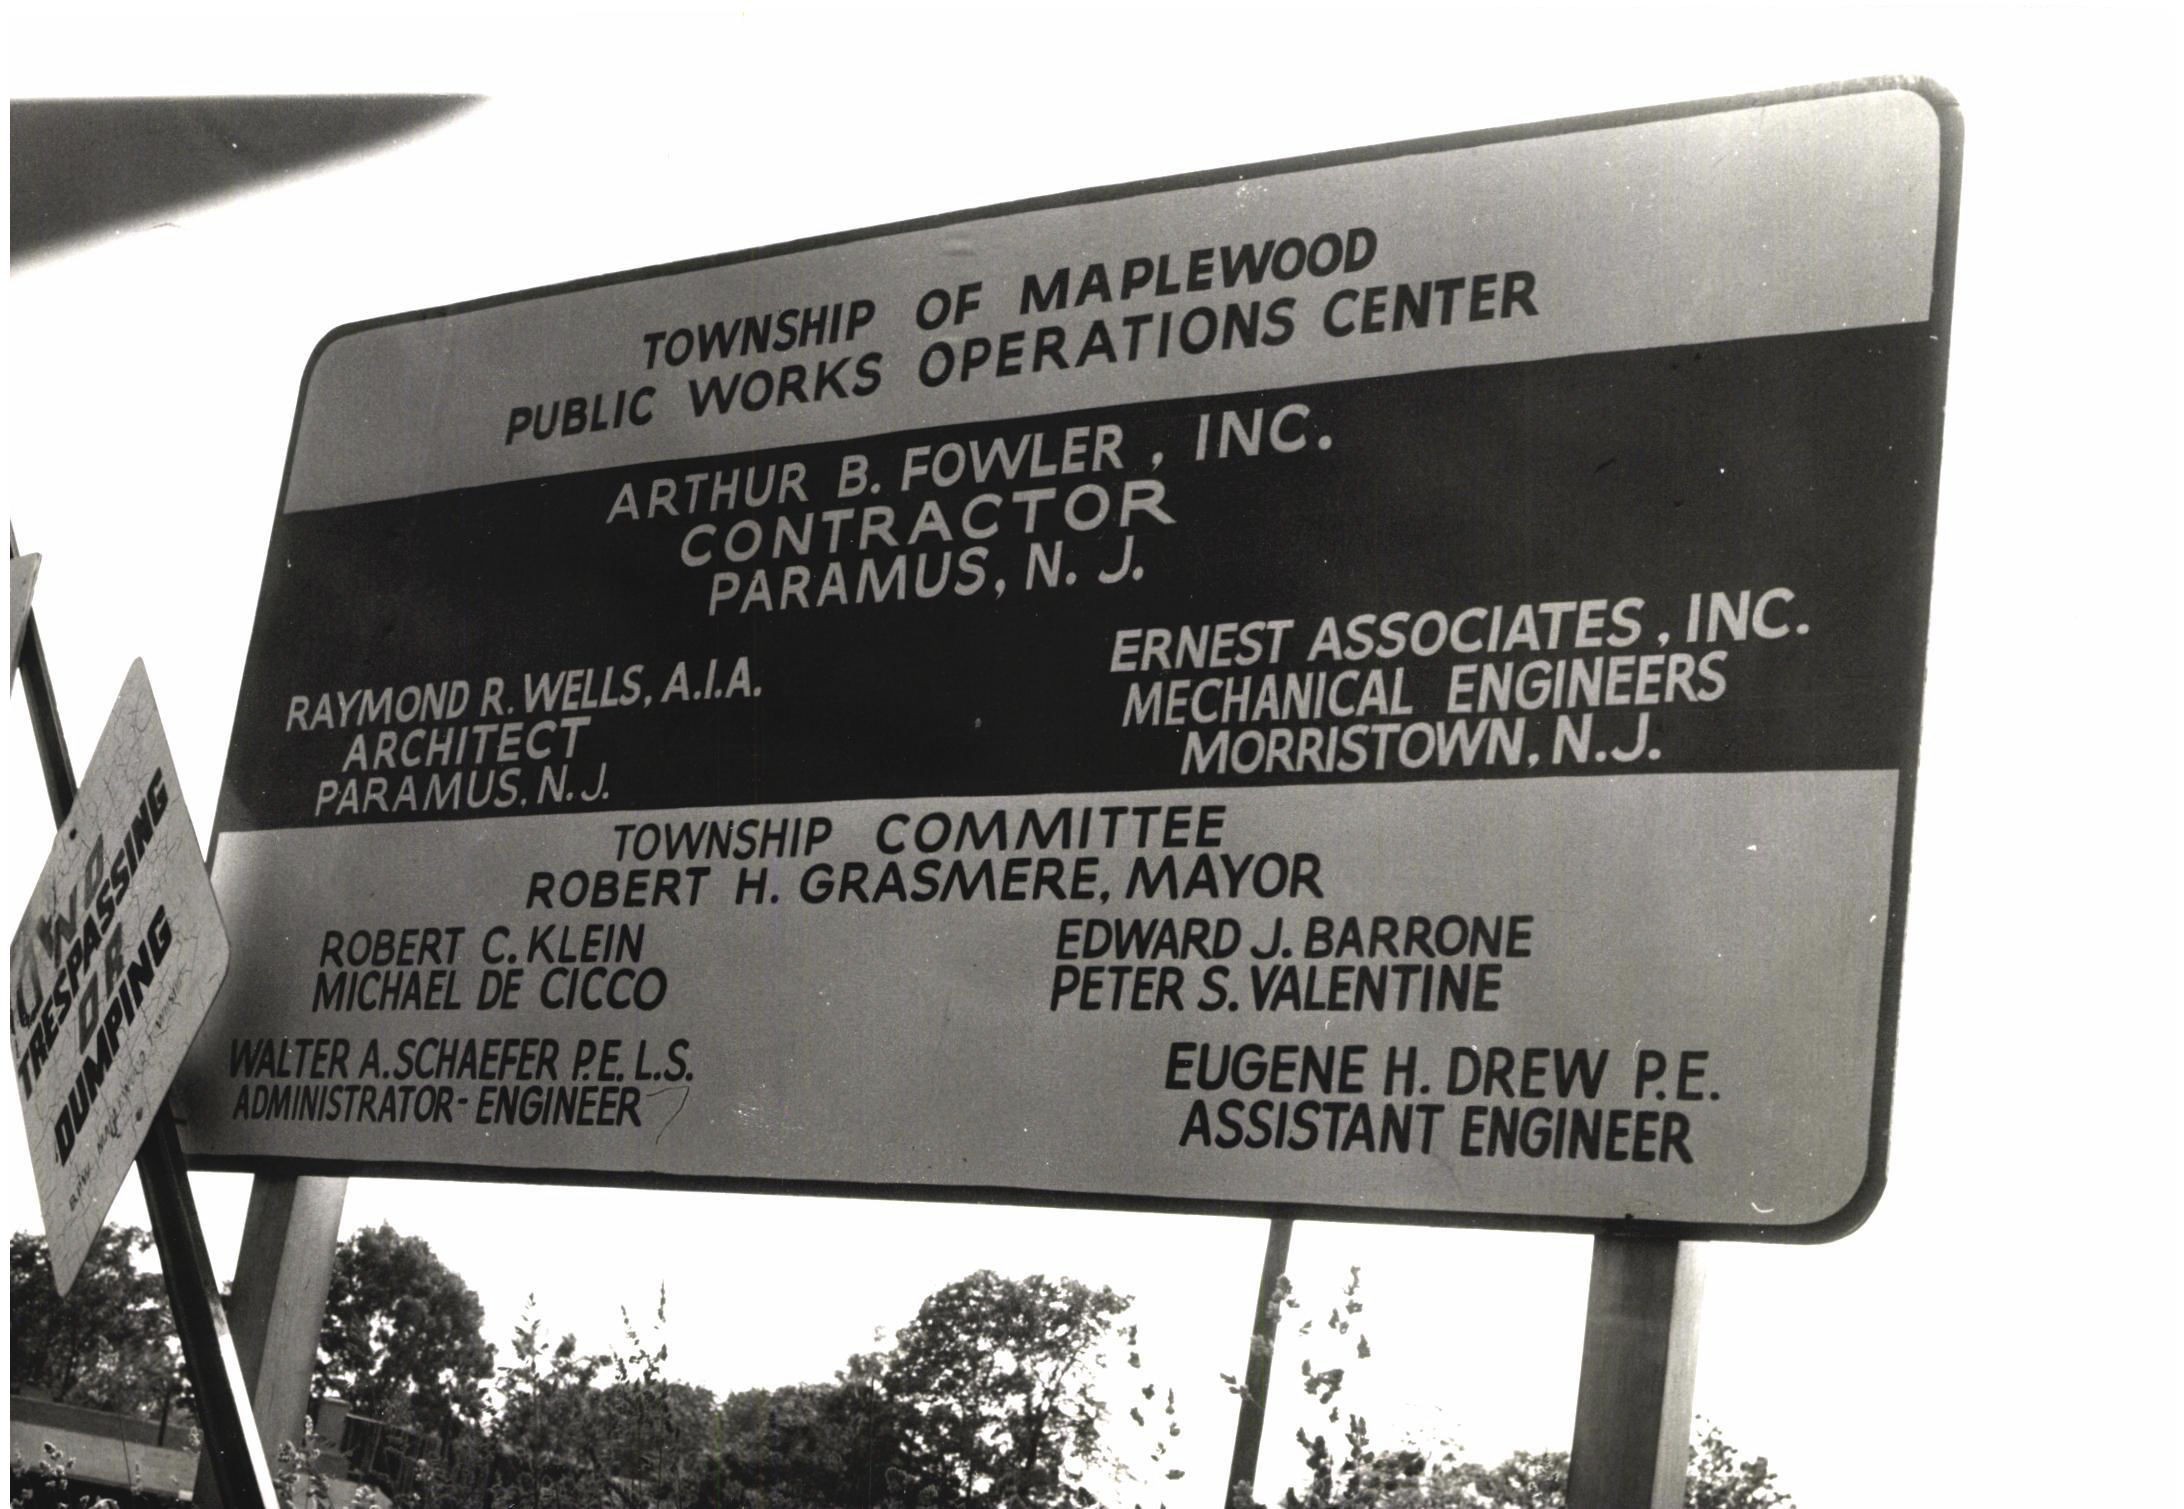 TOWNSHIP OF MAPLEWOOD
PUBLIC WORKS OPERATIONS CENTER
ARTHUR B. FOWLER, INC.
CONTRACTOR
PARAMUS, N. J.
RAYMOND R. WELLS, A.I.A.
ARCHITECT
PARAMUS, N. J.
ERNEST ASSOCIATES, INC.
MECHANICAL ENGINEERS
MORRISTOWN, N. J.
TOWNSHIP COMMITTEE
ROBERT H. GRASMERE, MAYOR
ROBERT C. KLEIN
MICHAEL DE CICCO
EDWARD J. BARRONE
PETER S. VALENTINE
WALTER A. SCHAEFER P.E. L.S.
ADMINISTRATOR-ENGINEER
EUGENE H. DREW P.E.
ASSISTANT ENGINEER
NO
TRESPASSING
OR
DUMPING